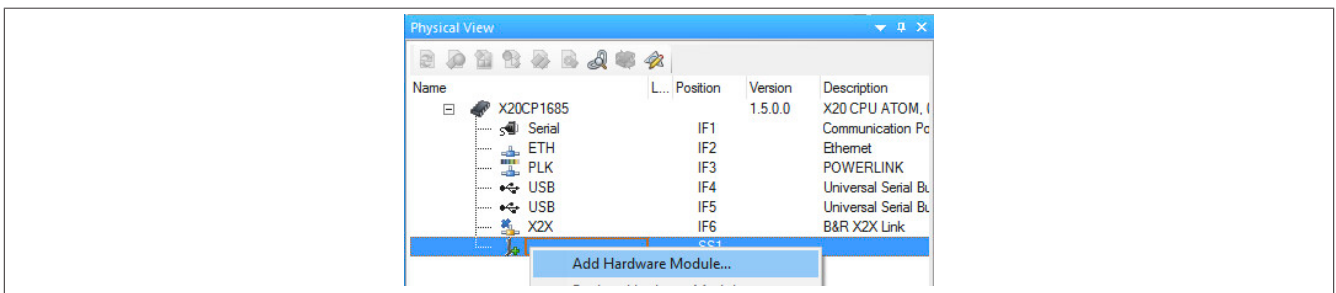 Physical View
Name L... Position Version Description
X20CP1685 1.5.0.0 X20 CPU ATOM,
Serial IF1 Communication Po
ETH IF2 Ethernet
PLK IF3 POWERLINK
USB IF4 Universal Serial Bu
USB IF5 Universal Serial Bu
X2X IF6 B&R X2X Link
SS1
Add Hardware Module...